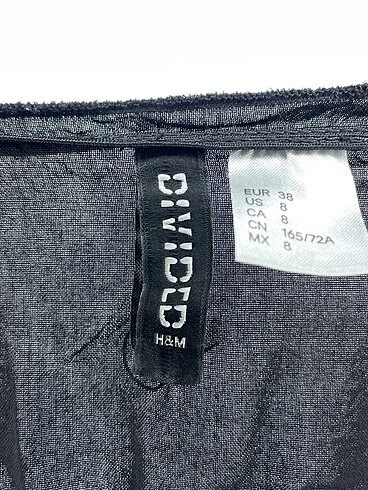 DIVIDED
H&M
EUR 38
US 8
CA 8
CN 165/72A
MX 8